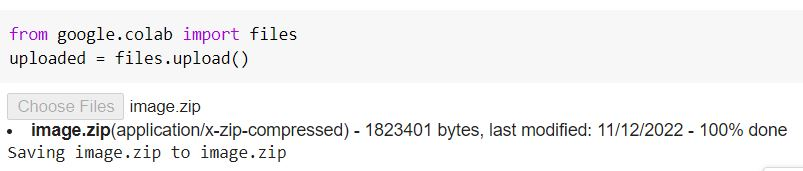 from google.colab import files
uploaded = files.upload()
Choose Files image.zip
• image.zip(application/x-zip-compressed) - 1823401 bytes, last modified: 11/12/2022 - 100% done
Saving image.zip to image.zip